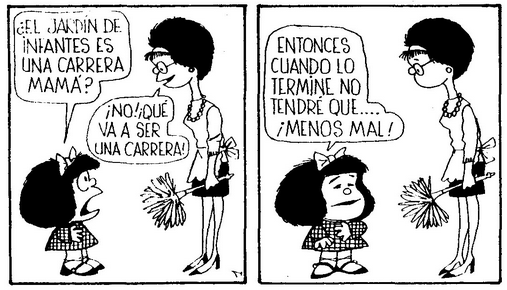 ¿EL JARDÍN DE
INFANTES ES
UNA CARRERA
MAMÁ?
¡NO!¡QUÉ
VA A SER
UNA CARRERA!
ENTONCES
CUANDO LO
TERMINE NO
TENDRÉ QUE....
¡MENOS MAL!